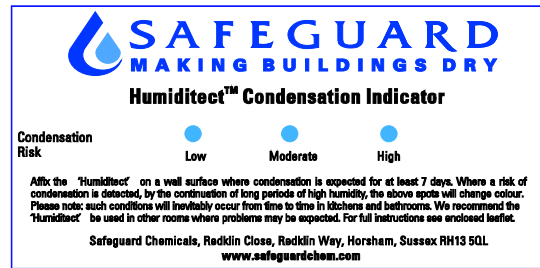 SAFEGUARD
MAKING BUILDINGS DRY
Humiditect™ Condensation Indicator
Condensation
Risk
Low Moderate High
Affix the ‘Humiditect’ on a wall surface where condensation is expected for at least 7 days. Where a risk of
condensation is detected, by the continuation of long periods of high humidity, the above spots will change colour.
Please note: such conditions will inevitably occur from time to time in kitchens and bathrooms. We recommend the
‘Humiditect’ be used in other rooms where problems may be expected. For full instructions see enclosed leaflet.
Safeguard Chemicals, Redklin Close, Redklin Way, Horsham, Sussex RH13 5QL
www.safeguardchem.com